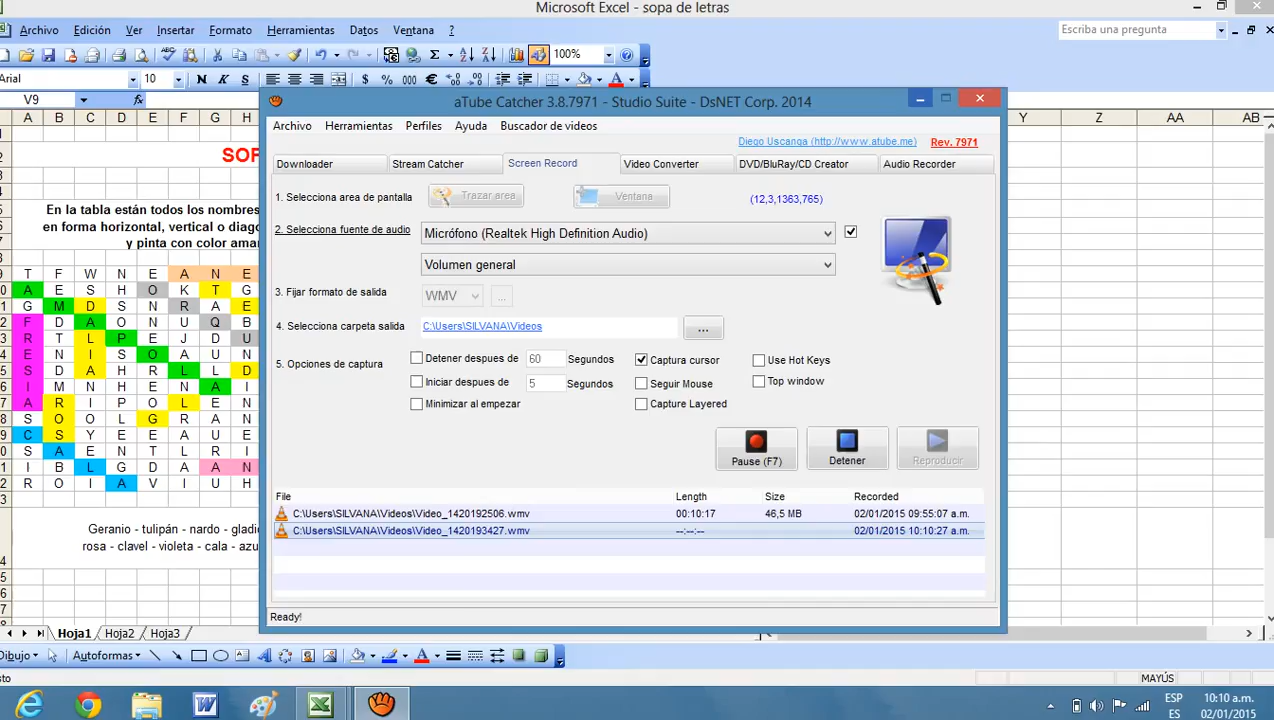 Microsoft Excel - sopa de letras
Archivo Edición Ver Insertar Formato Herramientas Datos Ventana ?
Escriba una pregunta
100%
Arial 10 N K S
V9 fx
aTube Catcher 3.8.7971 - Studio Suite - DsNET Corp. 2014
Archivo Herramientas Perfiles Ayuda Buscador de videos
Diego Uscanga (http://www.atube.me) Rev. 7971
Downloader Stream Catcher Screen Record Video Converter DVD/BluRay/CD Creator Audio Recorder
1. Selecciona area de pantalla Trazar area Ventana (12,3,1363,765)
2. Selecciona fuente de audio Micrófono (Realtek High Definition Audio)
Volumen general
3. Fijar formato de salida WMV ...
4. Selecciona carpeta salida C:\Users\SILVANA\Videos ...
5. Opciones de captura
Detener despues de 60 Segundos Captura cursor Use Hot Keys
Iniciar despues de 5 Segundos Seguir Mouse Top window
Minimizar al empezar Capture Layered
Pause (F7) Detener Reproducir
File Length Size Recorded
C:\Users\SILVANA\Videos\Video_1420192506.wmv 00:10:17 46,5 MB 02/01/2015 09:55:07 a.m.
C:\Users\SILVANA\Videos\Video_1420193427.wmv --:--:-- 02/01/2015 10:10:27 a.m.
Ready!
A B C D E F G H Y Z AA AB
SOP
En la tabla están todos los nombres
en forma horizontal, vertical o diago
y pinta con color amar
T F W N E A N E
A E S H O K T G
G M D S N R A E
F D A O N U Q B
R T L P E J D U
E N I S O A U N
S D A H R L L D
I M N H E N A I
A R I P O L E N
S O O L G R A N
C S Y E E A U E
S A E N T L R I
I B L G D A A N
R O I A V I U H
Geranio - tulipán - nardo - gladio
rosa - clavel - violeta - cala - azu
Hoja1 Hoja2 Hoja3
Dibujo Autoformas
sto MAYÚS
ESP 10:10 a.m.
ES 02/01/2015